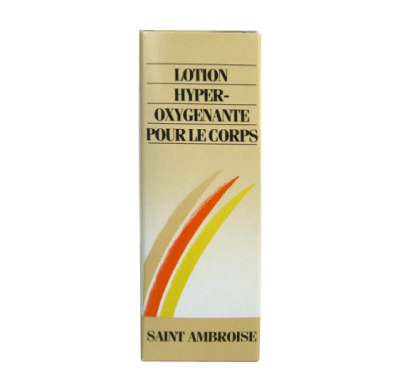 LOTION
HYPER-
OXYGENANTE
POUR LE CORPS
SAINT AMBROISE